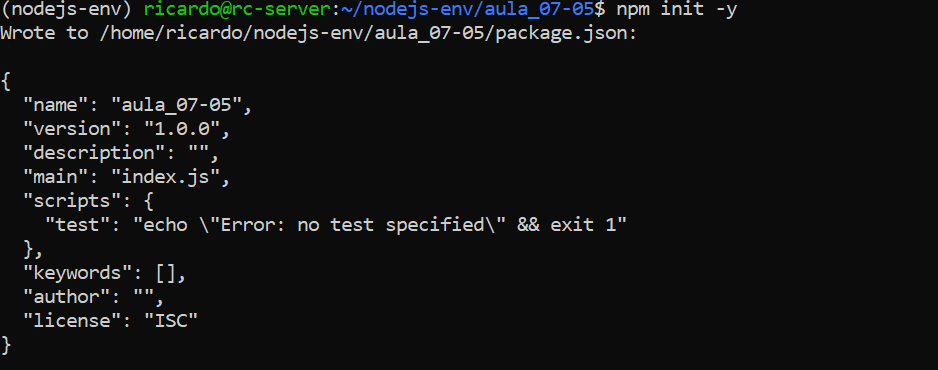 (nodejs-env) ricardo@rc-server:~/nodejs-env/aula_07-05$ npm init -y
Wrote to /home/ricardo/nodejs-env/aula_07-05/package.json:

{
  "name": "aula_07-05",
  "version": "1.0.0",
  "description": "",
  "main": "index.js",
  "scripts": {
    "test": "echo \"Error: no test specified\" && exit 1"
  },
  "keywords": [],
  "author": "",
  "license": "ISC"
}